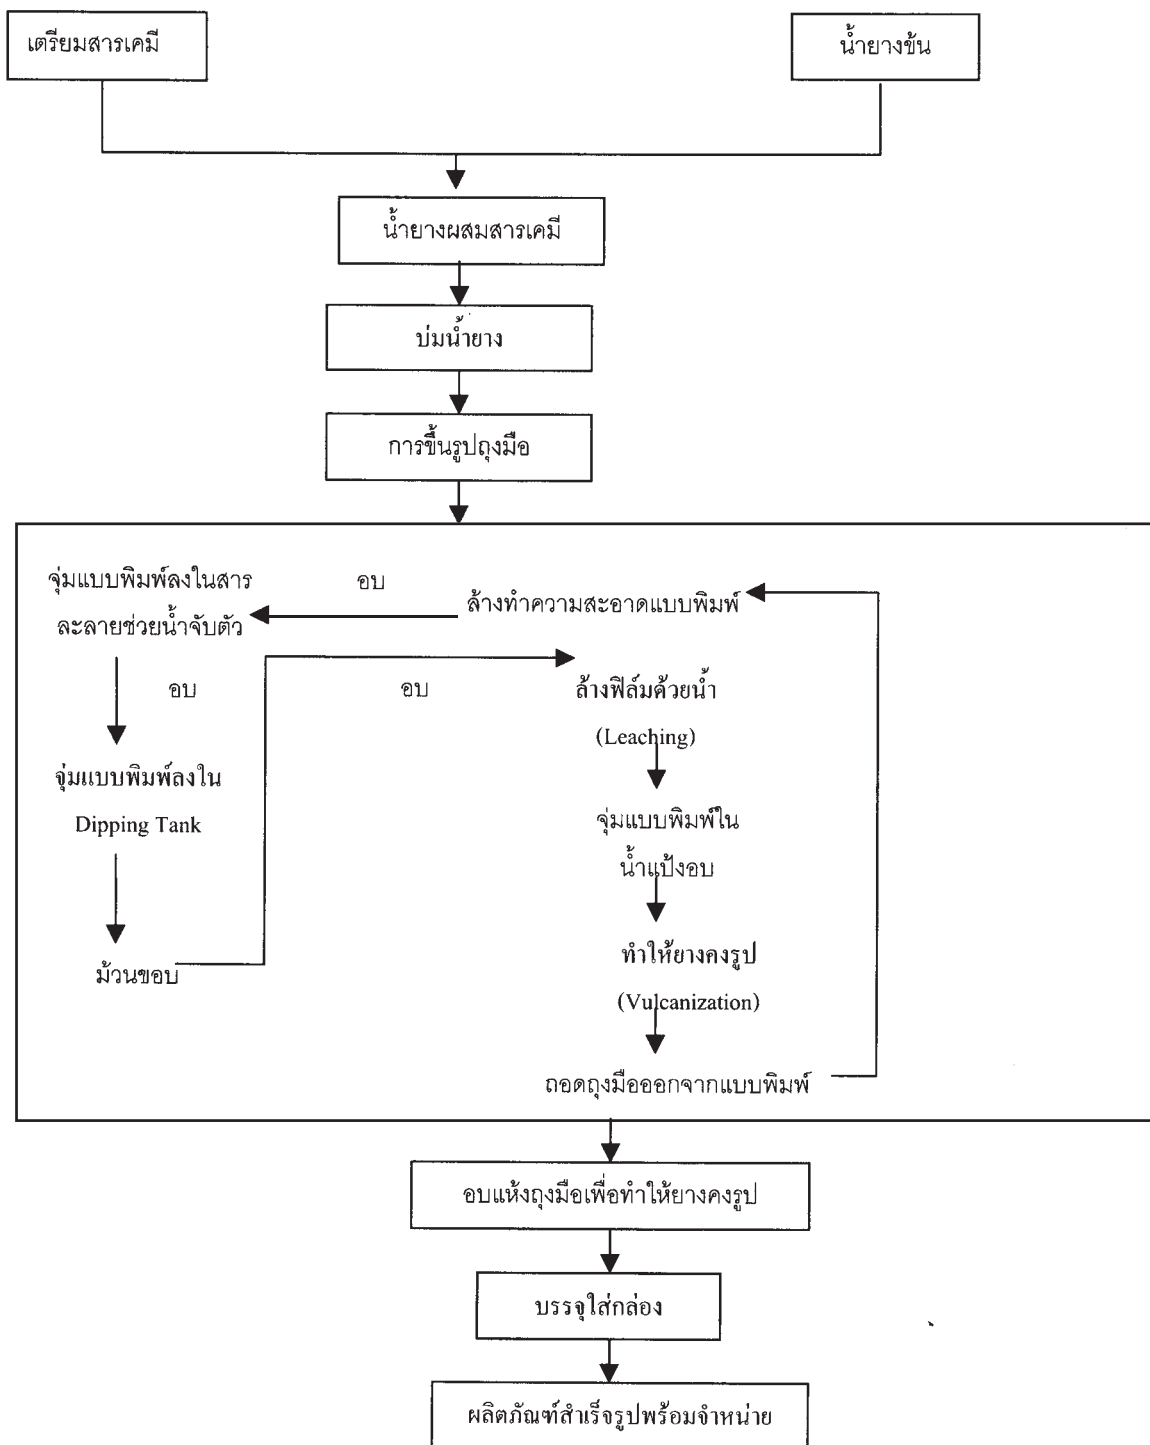 เตรียมสารเคมี
น้ำยางข้น
น้ำยางผสมสารเคมี
บ่มน้ำยาง
การขึ้นรูปถุงมือ
จุ่มแบบพิมพ์ลงในสาร
ละลายช่วยน้ำจับตัว
อบ
ล้างทำความสะอาดแบบพิมพ์
อบ
จุ่มแบบพิมพ์ลงใน
Dipping Tank
ม้วนขอบ
อบ
ล้างฟิล์มด้วยน้ำ
(Leaching)
จุ่มแบบพิมพ์ใน
น้ำแป้งอบ
ทำให้ยางคงรูป
(Vulcanization)
ถอดถุงมือออกจากแบบพิมพ์
อบแห้งถุงมือเพื่อทำให้ยางคงรูป
บรรจุใส่กล่อง
ผลิตภัณฑ์สำเร็จรูปพร้อมจำหน่าย